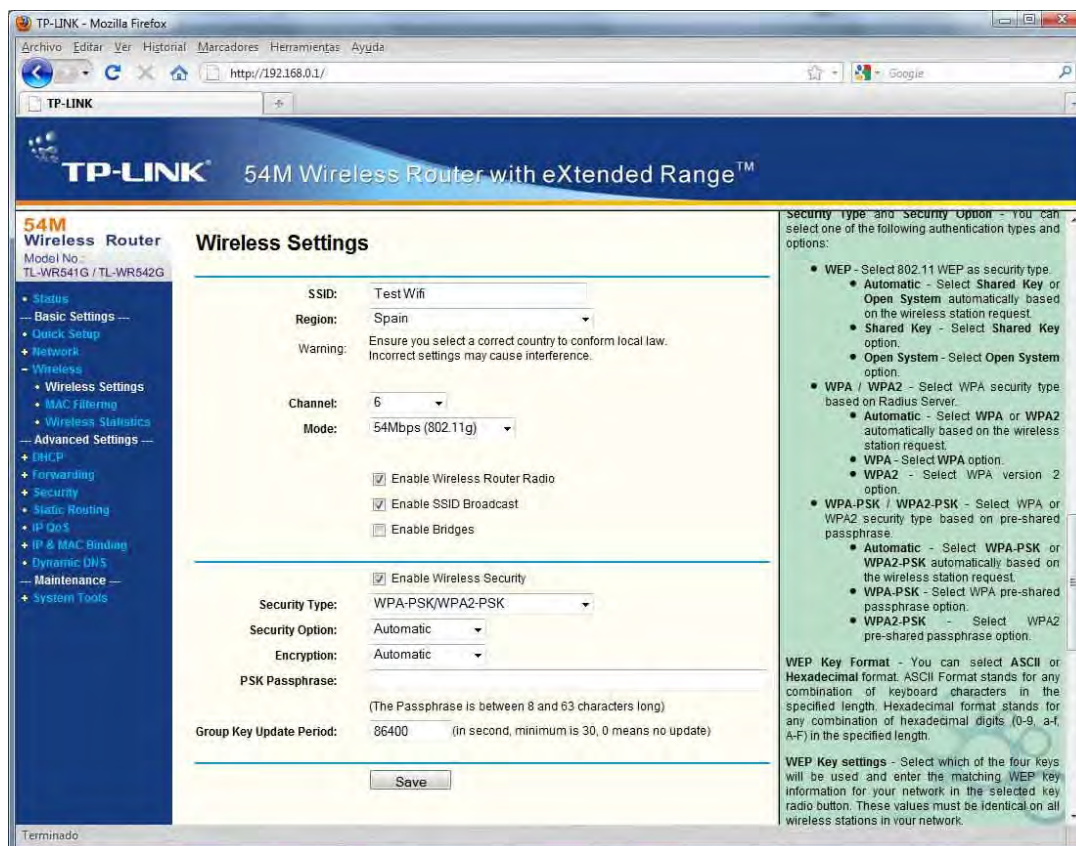 TP-LINK - Mozilla Firefox
Archivo Editar Ver Historial Marcadores Herramientas Ayuda
http://192.168.0.1/
Google
TP-LINK
TP-LINK® 54M Wireless Router with eXtended Range™
54M
Wireless Router
Model No.:
TL-WR541G / TL-WR542G
• Status
--- Basic Settings ---
• Quick Setup
+ Network
- Wireless
• Wireless Settings
• MAC Filtering
• Wireless Statistics
--- Advanced Settings ---
+ DHCP
+ Forwarding
+ Security
• Static Routing
• IP QoS
+ IP & MAC Binding
• Dynamic DNS
--- Maintenance ---
+ System Tools
Wireless Settings
SSID: Test Wifi
Region: Spain
Warning: Ensure you select a correct country to conform local law.
Incorrect settings may cause interference.
Channel: 6
Mode: 54Mbps (802.11g)
Enable Wireless Router Radio
Enable SSID Broadcast
Enable Bridges
Enable Wireless Security
Security Type: WPA-PSK/WPA2-PSK
Security Option: Automatic
Encryption: Automatic
PSK Passphrase:
(The Passphrase is between 8 and 63 characters long)
Group Key Update Period: 86400 (in second, minimum is 30, 0 means no update)
Save
Security Type and Security Option - You can
select one of the following authentication types and
options:
• WEP - Select 802.11 WEP as security type.
• Automatic - Select Shared Key or
Open System automatically based
on the wireless station request.
• Shared Key - Select Shared Key
option.
• Open System - Select Open System
option.
• WPA / WPA2 - Select WPA security type
based on Radius Server.
• Automatic - Select WPA or WPA2
automatically based on the wireless
station request.
• WPA - Select WPA option.
• WPA2 - Select WPA version 2
option.
• WPA-PSK / WPA2-PSK - Select WPA or
WPA2 security type based on pre-shared
passphrase.
• Automatic - Select WPA-PSK or
WPA2-PSK automatically based on
the wireless station request.
• WPA-PSK - Select WPA pre-shared
passphrase option.
• WPA2-PSK - Select WPA2
pre-shared passphrase option.
WEP Key Format - You can select ASCII or
Hexadecimal format. ASCII Format stands for any
combination of keyboard characters in the
specified length. Hexadecimal format stands for
any combination of hexadecimal digits (0-9, a-f,
A-F) in the specified length.
WEP Key settings - Select which of the four keys
will be used and enter the matching WEP key
information for your network in the selected key
radio button. These values must be identical on all
wireless stations in your network.
Terminado